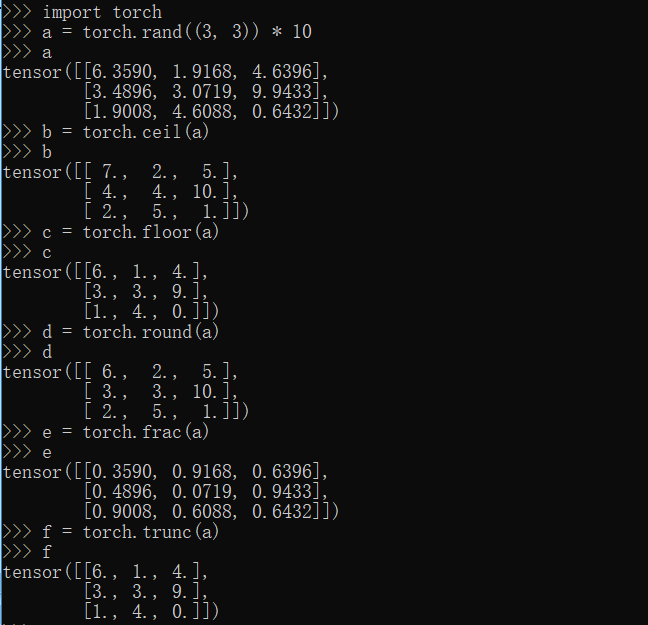 >>> import torch
>>> a = torch.rand((3, 3)) * 10
>>> a
tensor([[6.3590, 1.9168, 4.6396],
        [3.4896, 3.0719, 9.9433],
        [1.9008, 4.6088, 0.6432]])
>>> b = torch.ceil(a)
>>> b
tensor([[ 7.,  2.,  5.],
        [ 4.,  4., 10.],
        [ 2.,  5.,  1.]])
>>> c = torch.floor(a)
>>> c
tensor([[6., 1., 4.],
        [3., 3., 9.],
        [1., 4., 0.]])
>>> d = torch.round(a)
>>> d
tensor([[ 6.,  2.,  5.],
        [ 3.,  3., 10.],
        [ 2.,  5.,  1.]])
>>> e = torch.frac(a)
>>> e
tensor([[0.3590, 0.9168, 0.6396],
        [0.4896, 0.0719, 0.9433],
        [0.9008, 0.6088, 0.6432]])
>>> f = torch.trunc(a)
>>> f
tensor([[6., 1., 4.],
        [3., 3., 9.],
        [1., 4., 0.]])